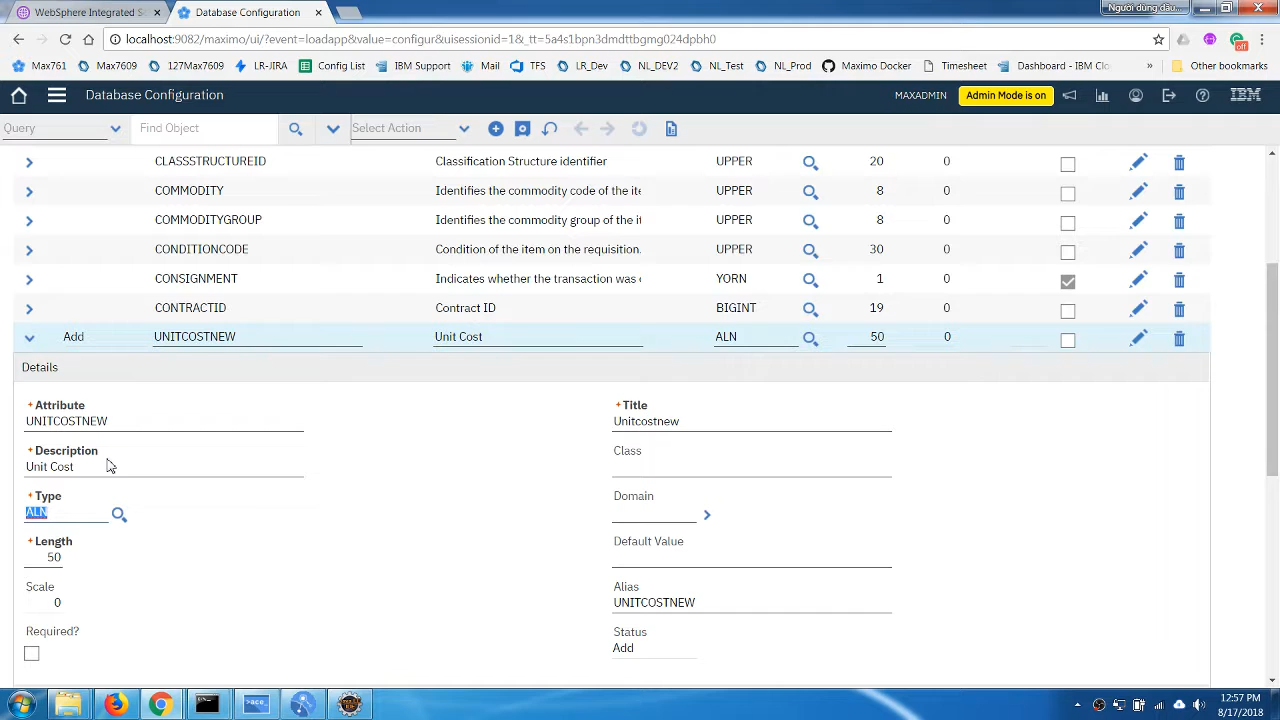 WebSphere Integrated S
Database Configuration
Người dùng đầu...
localhost:9082/maximo/ui/?event=loadapp&value=configur&uisessionid=1&_tt=5a4s1bpn3dmdttbgmg024dpbh0
Max761 Max7609 127Max7609 LR-JIRA Config List IBM Support Mail TFS LR_Dev NL_DEV2 NL_Test NL_Prod Maximo Docker Timesheet Dashboard - IBM Clo » Other bookmarks
off
Database Configuration MAXADMIN Admin Mode is on IBM
Query Find Object Select Action
CLASSSTRUCTUREID Classification Structure identifier UPPER 20 0
COMMODITY Identifies the commodity code of the ite UPPER 8 0
COMMODITYGROUP Identifies the commodity group of the it UPPER 8 0
CONDITIONCODE Condition of the item on the requisition. UPPER 30 0
CONSIGNMENT Indicates whether the transaction was c YORN 1 0
CONTRACTID Contract ID BIGINT 19 0
Add UNITCOSTNEW Unit Cost ALN 50 0
Details
* Attribute * Title
UNITCOSTNEW Unitcostnew
* Description Class
Unit Cost
* Type Domain
ALN
* Length Default Value
50
Scale Alias
0 UNITCOSTNEW
Required? Status
Add
>ace_
12:57 PM
8/17/2018